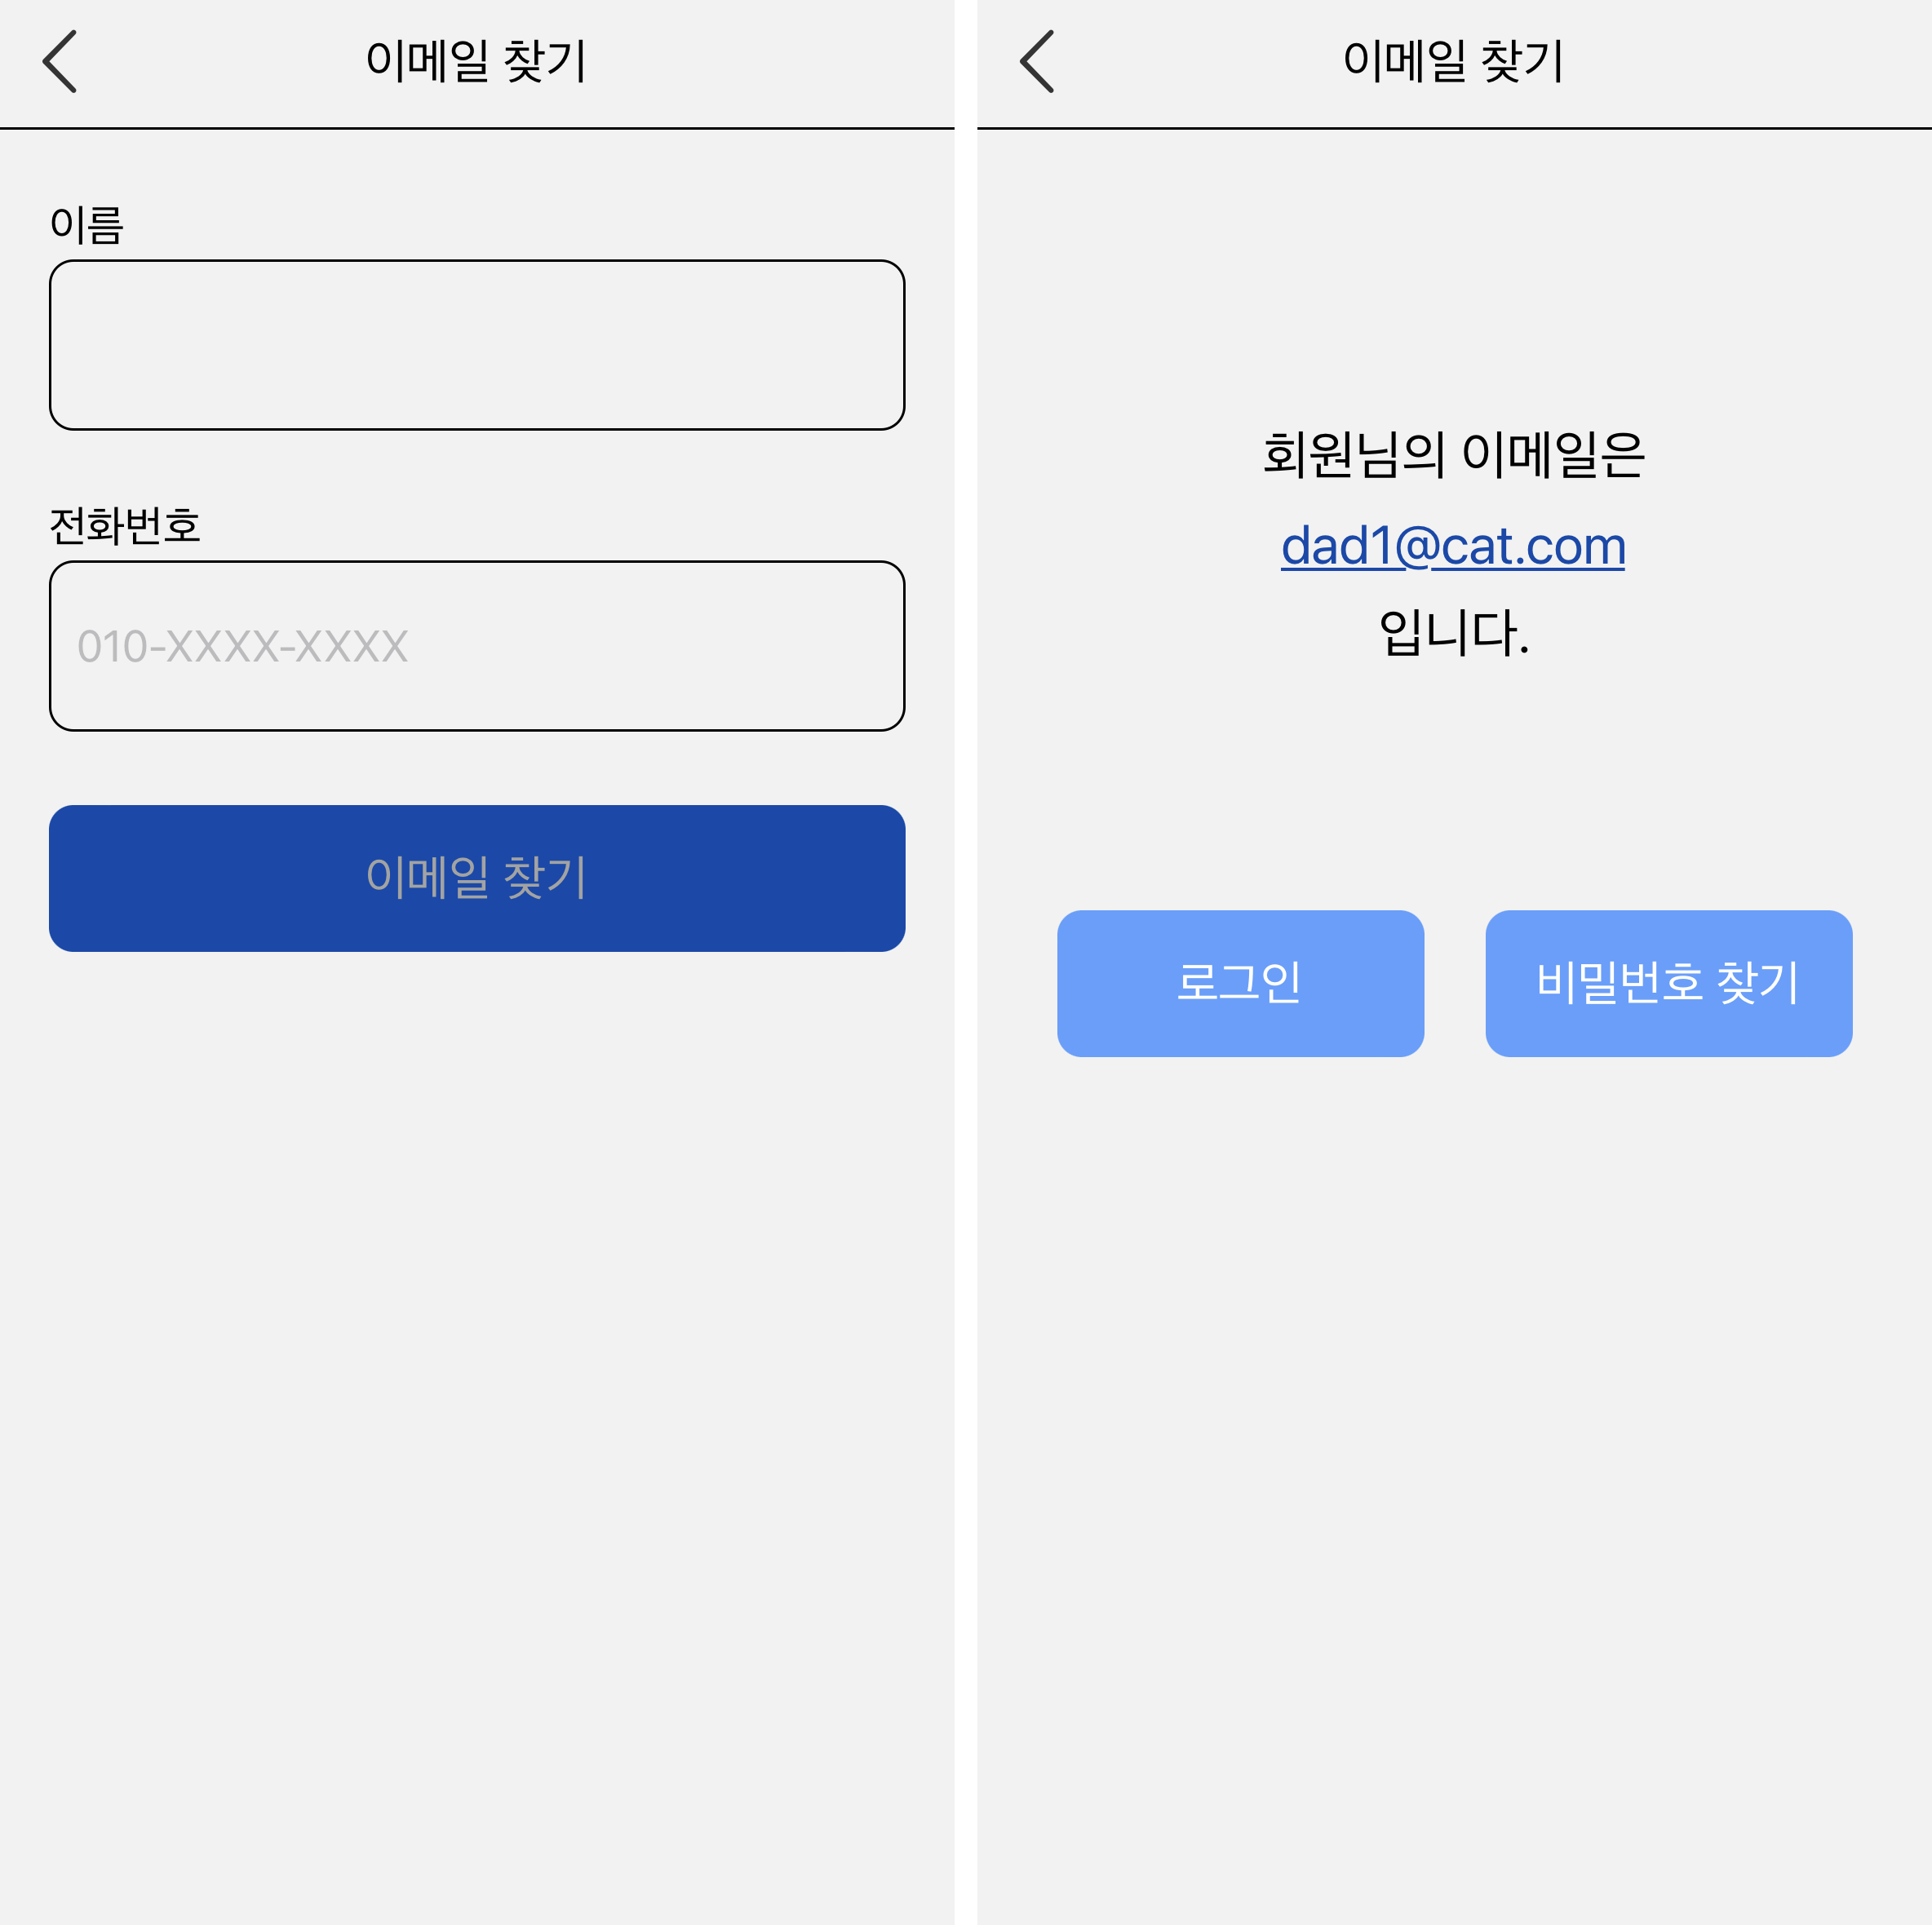 이메일 찾기
이름
전화번호
010-XXXX-XXXX
이메일 찾기
이메일 찾기
회원님의 이메일은
dad1@cat.com
입니다.
로그인
비밀번호 찾기